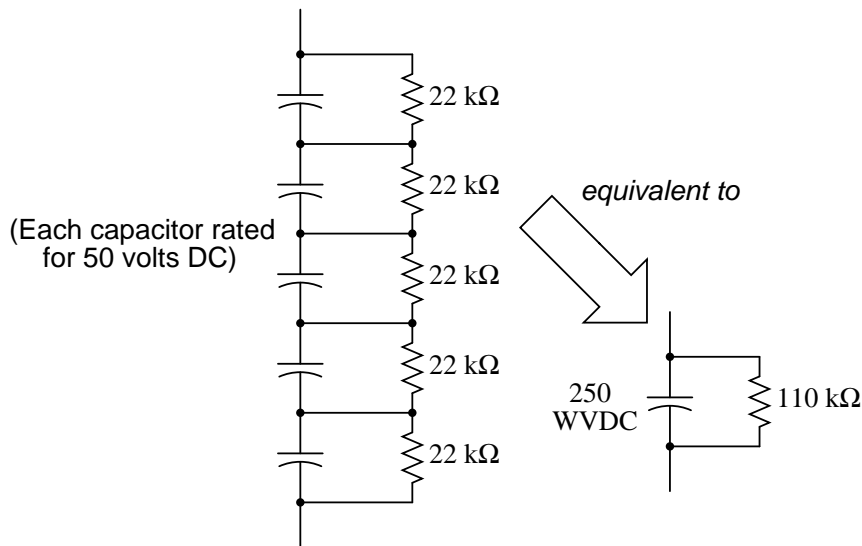 22 kΩ
22 kΩ
equivalent to
(Each capacitor rated
for 50 volts DC)
22 kΩ
22 kΩ
250
WVDC
110 kΩ
22 kΩ